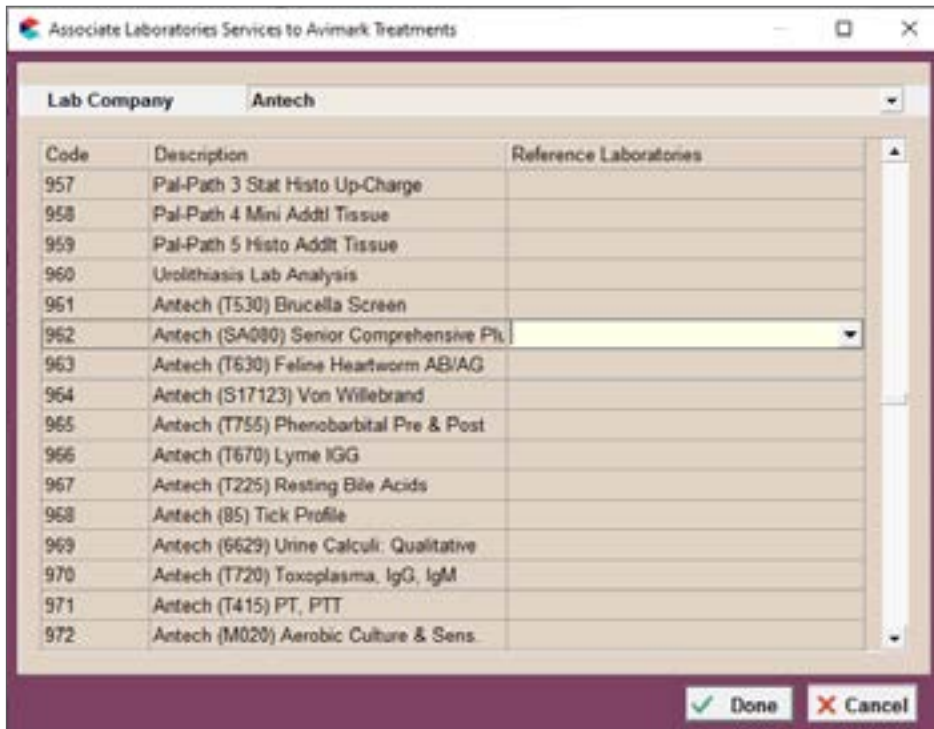 Associate Laboratories Services to Avimark Treatments
Lab Company Antech
Code Description Reference Laboratories
957 Pal-Path 3 Stat Histo Up-Charge
958 Pal-Path 4 Mini Addtl Tissue
959 Pal-Path 5 Histo Addlt Tissue
960 Urolithiasis Lab Analysis
961 Antech (T530) Brucella Screen
962 Antech (SA080) Senior Comprehensive Plu
963 Antech (T630) Feline Heartworm AB/AG
964 Antech (S17123) Von Willebrand
965 Antech (T755) Phenobarbital Pre & Post
966 Antech (T670) Lyme IGG
967 Antech (T225) Resting Bile Acids
968 Antech (85) Tick Profile
969 Antech (6629) Urine Calculi: Qualitative
970 Antech (T720) Toxoplasma, IgG, IgM
971 Antech (T415) PT, PTT
972 Antech (M020) Aerobic Culture & Sens.
Done Cancel